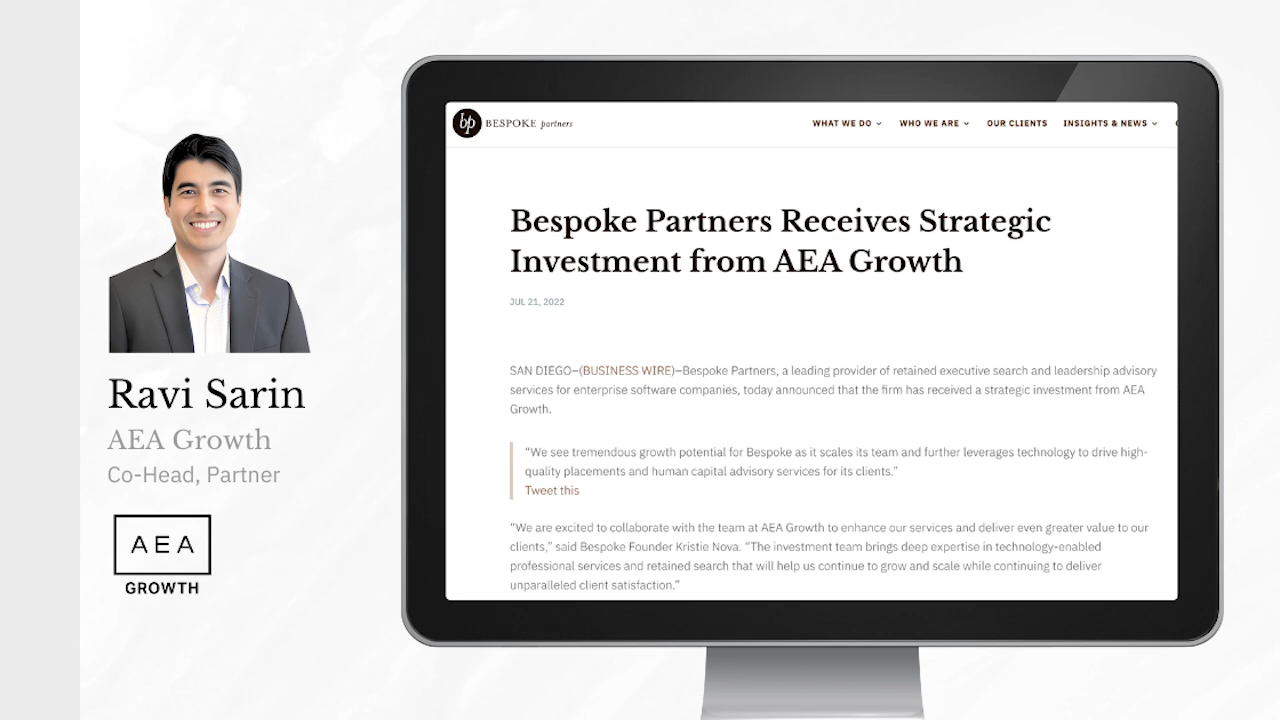 Ravi Sarin
AEA Growth
Co-Head, Partner
AEA
GROWTH
bp BESPOKE partners
WHAT WE DO
WHO WE ARE
OUR CLIENTS
INSIGHTS & NEWS
Bespoke Partners Receives Strategic
Investment from AEA Growth
JUL 21, 2022
SAN DIEGO–(BUSINESS WIRE)–Bespoke Partners, a leading provider of retained executive search and leadership advisory
services for enterprise software companies, today announced that the firm has received a strategic investment from AEA
Growth.
“We see tremendous growth potential for Bespoke as it scales its team and further leverages technology to drive high-
quality placements and human capital advisory services for its clients.”
Tweet this
“We are excited to collaborate with the team at AEA Growth to enhance our services and deliver even greater value to our
clients,” said Bespoke Founder Kristie Nova. “The investment team brings deep expertise in technology-enabled
professional services and retained search that will help us continue to grow and scale while continuing to deliver
unparalleled client satisfaction.”